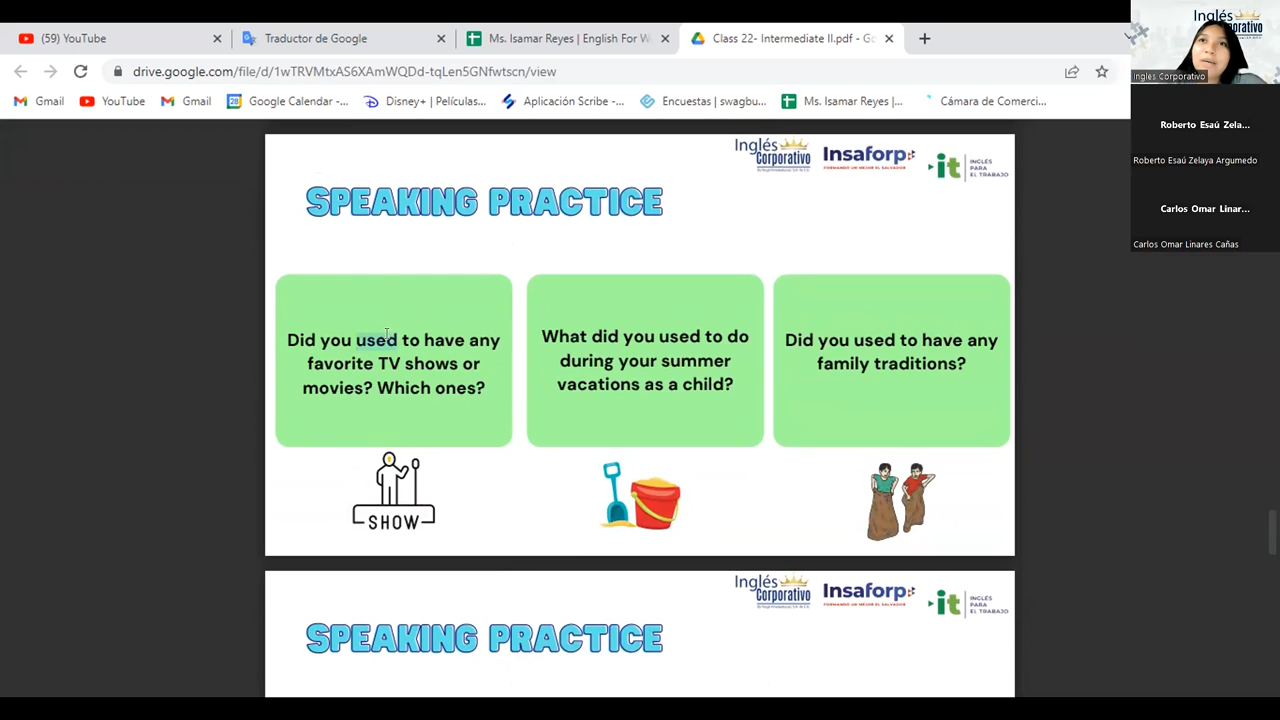 (59) YouTube
Traductor de Google
Ms. Isamar Reyes | English For W
Class 22- Intermediate II.pdf - Go
drive.google.com/file/d/1wTRVMtxAS6XAmWQDd-tqLen5GNfwtscn/view
Gmail
YouTube
Gmail
Google Calendar -...
Disney+ | Películas,...
Aplicación Scribe -...
Encuestas | swagbu...
Ms. Isamar Reyes |...
Cámara de Comerci...
Inglés
Corporativo
Ingles Corporativo
Roberto Esaú Zela...
Roberto Esaú Zelaya Argumedo
Carlos Omar Linar...
Carlos Omar Linares Cañas
Inglés
Corporativo
Insaforp
FORMANDO UN MEJOR EL SALVADOR
it
INGLÉS
PARA
EL TRABAJO
SPEAKING PRACTICE
Did you used to have any
favorite TV shows or
movies? Which ones?
What did you used to do
during your summer
vacations as a child?
Did you used to have any
family traditions?
SHOW
Inglés
Corporativo
Insaforp
FORMANDO UN MEJOR EL SALVADOR
it
INGLÉS
PARA
EL TRABAJO
SPEAKING PRACTICE